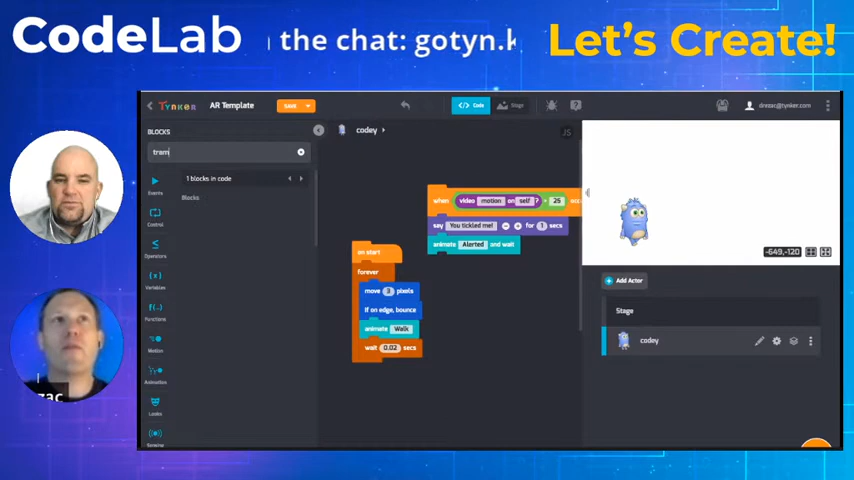 CodeLab
the chat: gotyn.k
Let's Create!
TYNKER
AR Template
SAVE
</> Code
Stage
drezac@tynker.com
BLOCKS
codey
JS
tram
1 blocks in code
Blocks
Events
Control
Operators
Variables
Functions
Motion
Animation
Looks
Sensing
when video motion on self ? > 25
say You tickled me! for 1 secs
animate Alerted and wait
on start
forever
move 3 pixels
if on edge, bounce
animate Walk
wait 0.02 secs
-649,-120
Add Actor
Stage
codey
zac